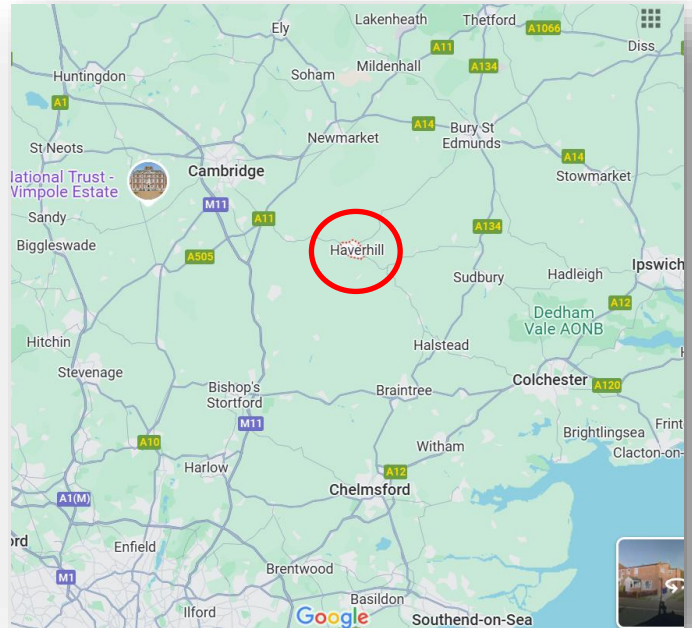 Ely
Lakenheath
Thetford
A1066
A11
Diss
Huntingdon
Soham
Mildenhall
A134
A1
Newmarket
A14
Bury St
Edmunds
St Neots
A14
National Trust -
Wimpole Estate
Cambridge
Stowmarket
M11
Sandy
A11
A134
Biggleswade
A505
Haverhill
Ipswich
Sudbury
Hadleigh
A12
Dedham
Vale AONB
Hitchin
Halstead
Stevenage
Bishop's
Stortford
Braintree
Colchester
A120
M11
Brightlingsea
Frint
A10
Witham
Clacton-on-
Harlow
A12
A1(M)
Chelmsford
ord
Enfield
M1
Brentwood
Basildon
Ilford
Google
Southend-on-Sea